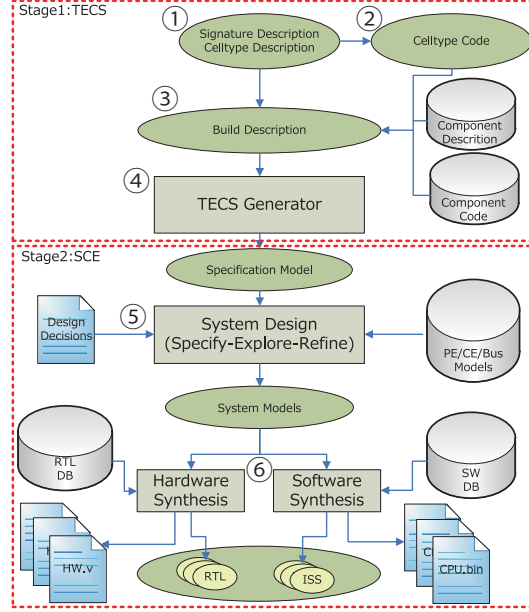 Stage1:TECS
1
2
Signature Description
Celltype Description
Celltype Code
3
Build Description
Component
Descrition
4
TECS Generator
Component
Code
Stage2:SCE
Specification Model
Design
Decisions
5
System Design
(Specify-Explore-Refine)
PE/CE/Bus
Models
System Models
RTL
DB
6
Hardware
Synthesis
Software
Synthesis
SW
DB
HW.v
RTL
ISS
CPU.bin